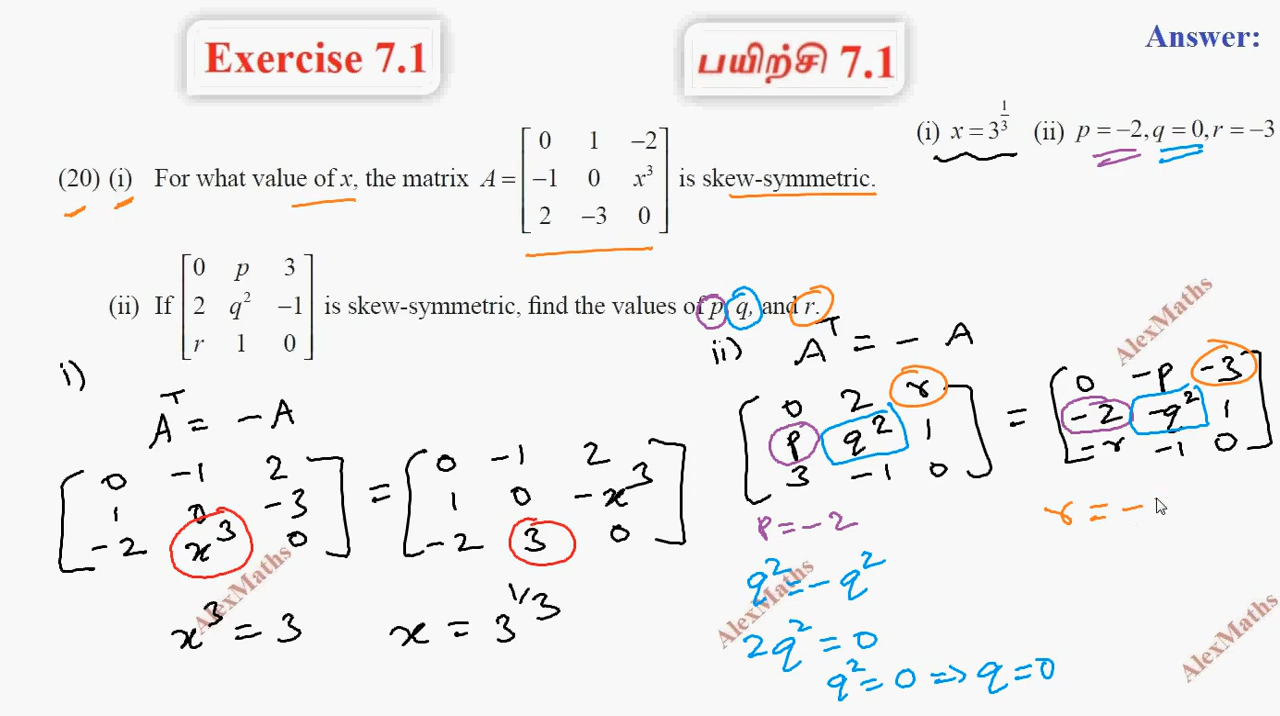 Exercise 7.1
பயிற்சி 7.1
Answer:
(i) x = 3^(1/3) (ii) p = −2, q = 0, r = −3
(20) (i) For what value of x, the matrix A = [0 1 −2; −1 0 x³; 2 −3 0] is skew-symmetric.
(ii) If [0 p 3; 2 q² −1; r 1 0] is skew-symmetric, find the values of p, q, and r.
i)
Aᵀ = −A
[0 −1 2; 1 0 −3; −2 x³ 0] = [0 −1 2; 1 0 −x³; −2 3 0]
x³ = 3 x = 3^(1/3)
ii) Aᵀ = −A
[0 2 r; p q² 1; 3 −1 0] = [0 −p −3; −2 −q² 1; −r −1 0]
p = −2
q² = −q²
2q² = 0
q² = 0 ⇒ q = 0
r = −
AlexMaths
AlexMaths
AlexMaths
AlexMaths